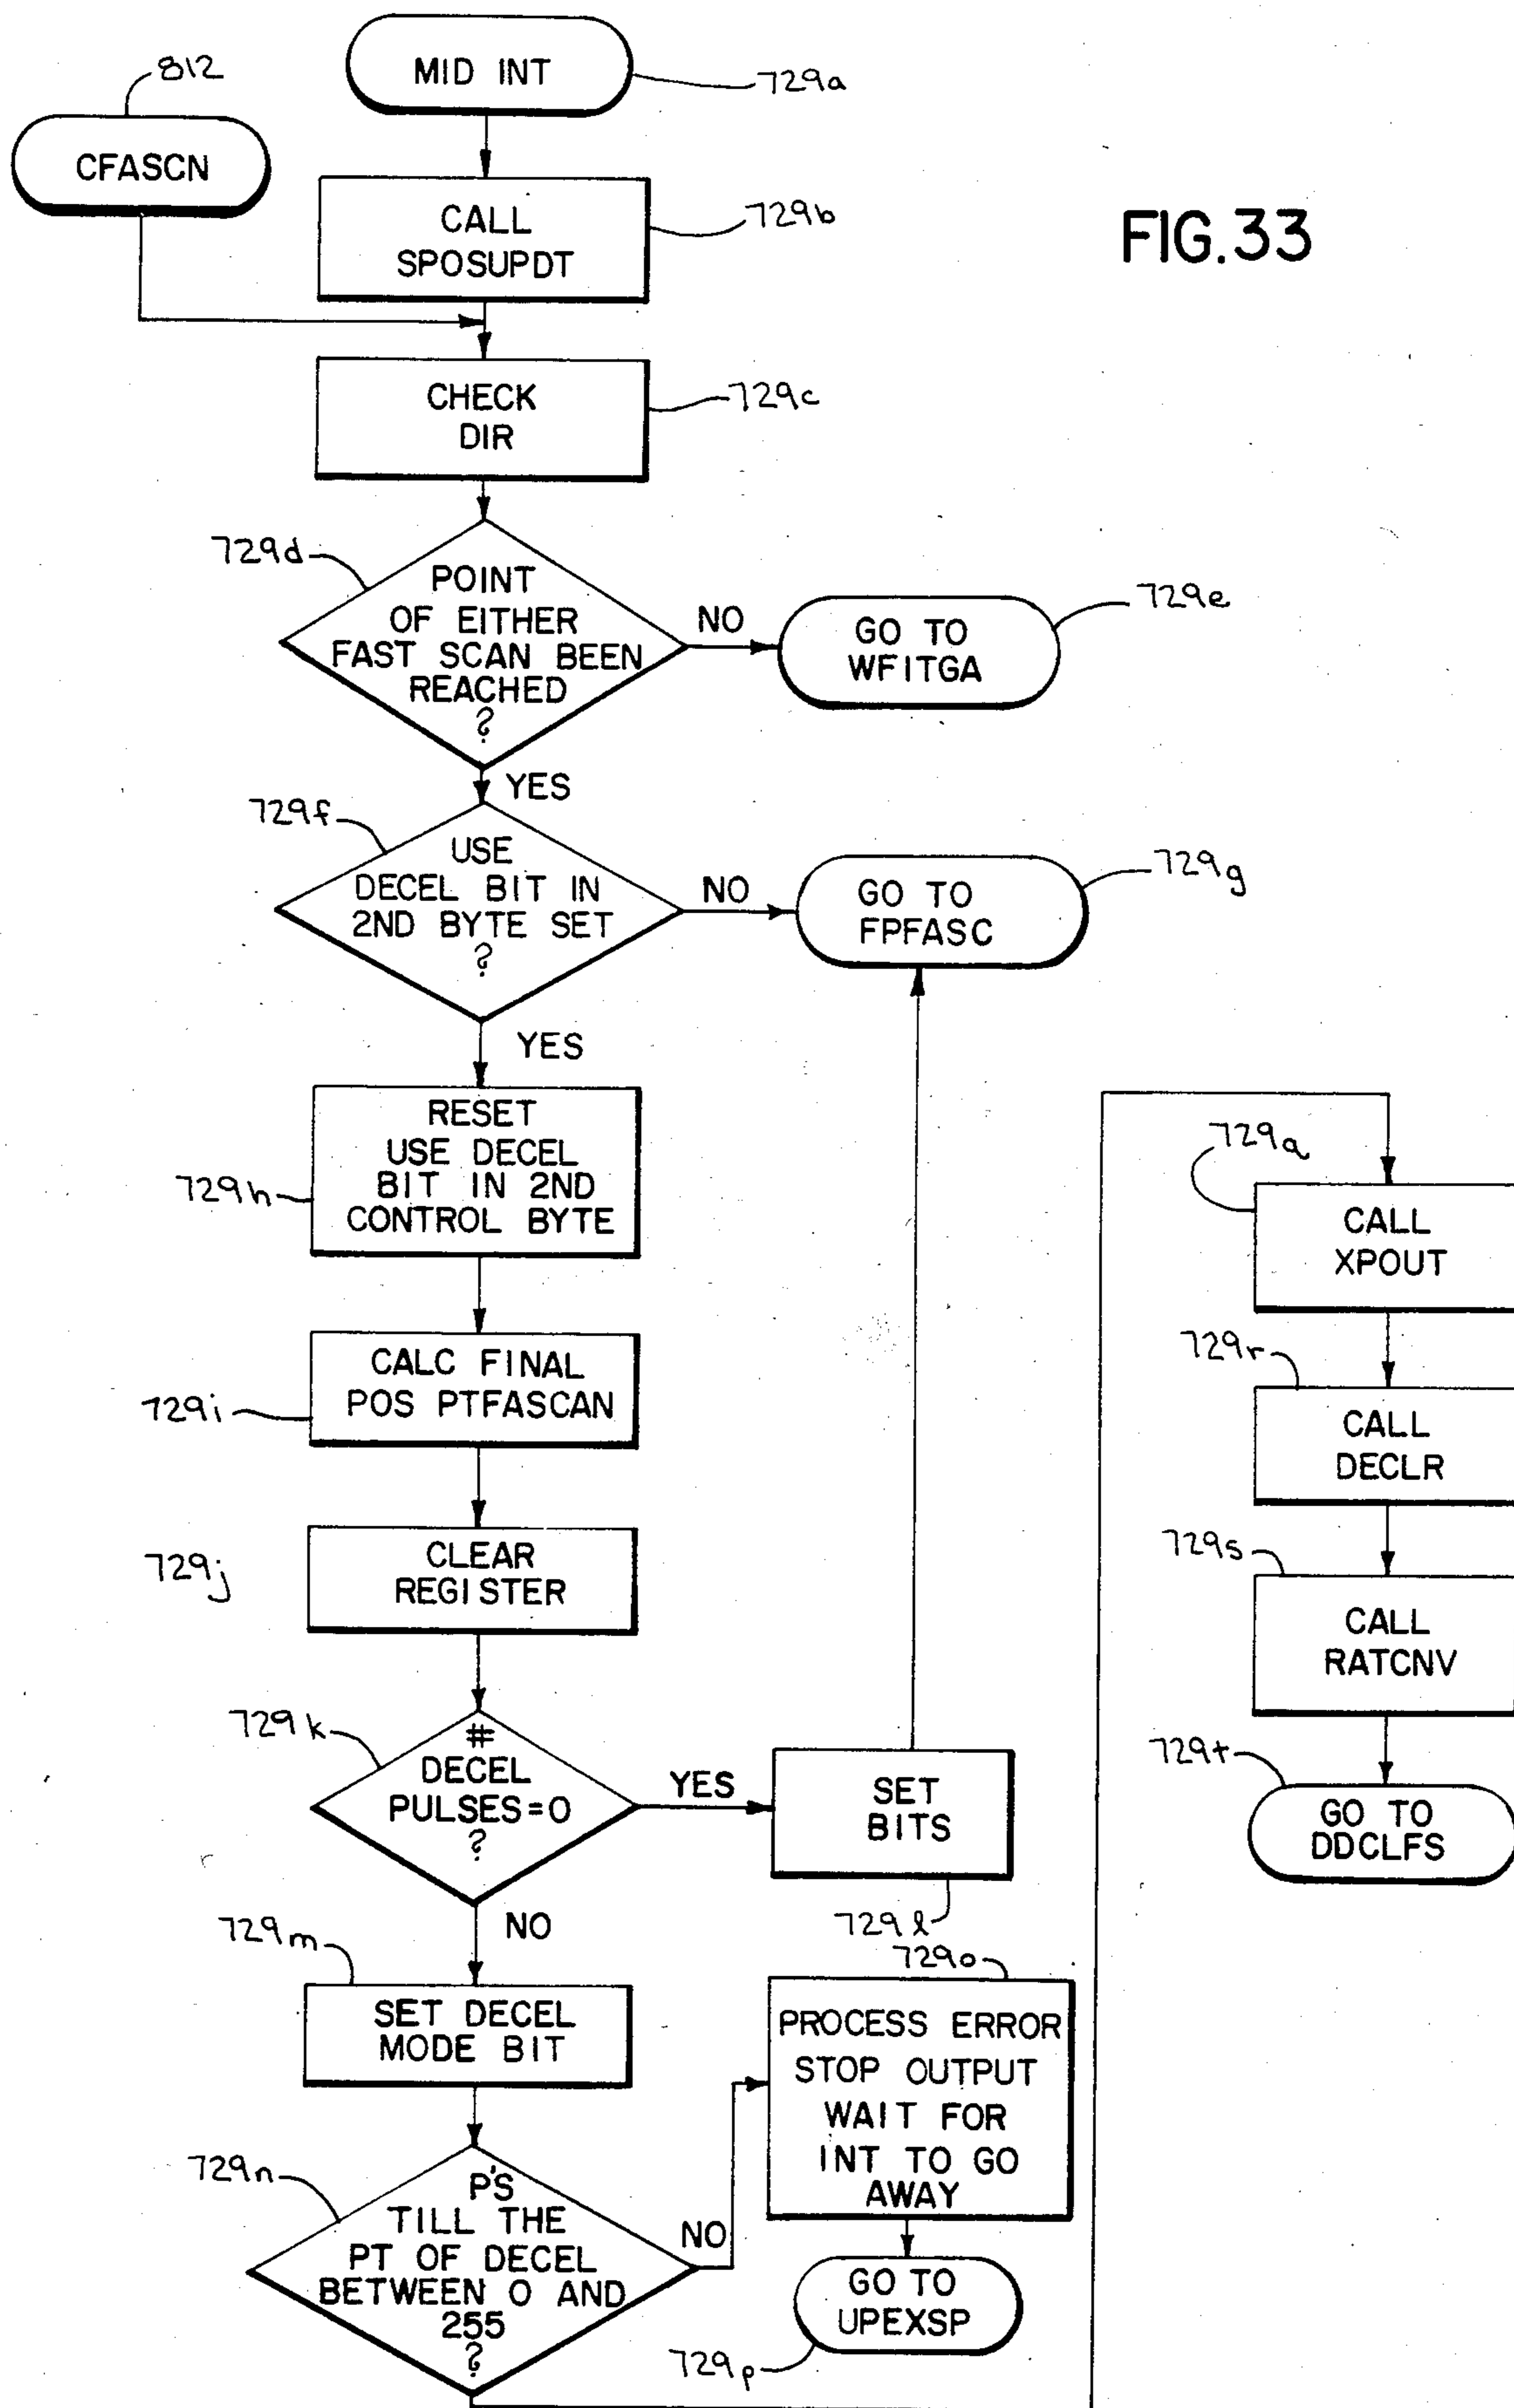 812
MID INT
729a
CFASCN
CALL
SPOSUPDT
729b
FIG.33
CHECK
DIR
729c
729d
POINT
OF EITHER
FAST SCAN BEEN
REACHED
?
NO
GO TO
WFITGA
729e
YES
729f
USE
DECEL BIT IN
2ND BYTE SET
?
NO
GO TO
FPFASC
729g
YES
RESET
USE DECEL
BIT IN 2ND
CONTROL BYTE
729h
CALC FINAL
POS PTFASCAN
729i
CLEAR
REGISTER
729j
729k
#
DECEL
PULSES=0
?
YES
SET
BITS
729l
NO
729m
SET DECEL
MODE BIT
729n
P'S
TILL THE
PT OF DECEL
BETWEEN 0 AND
255
?
NO
729o
PROCESS ERROR
STOP OUTPUT
WAIT FOR
INT TO GO
AWAY
GO TO
UPEXSP
729p
729q
CALL
XPOUT
729r
CALL
DECLR
729s
CALL
RATCNV
729t
GO TO
DDCLFS